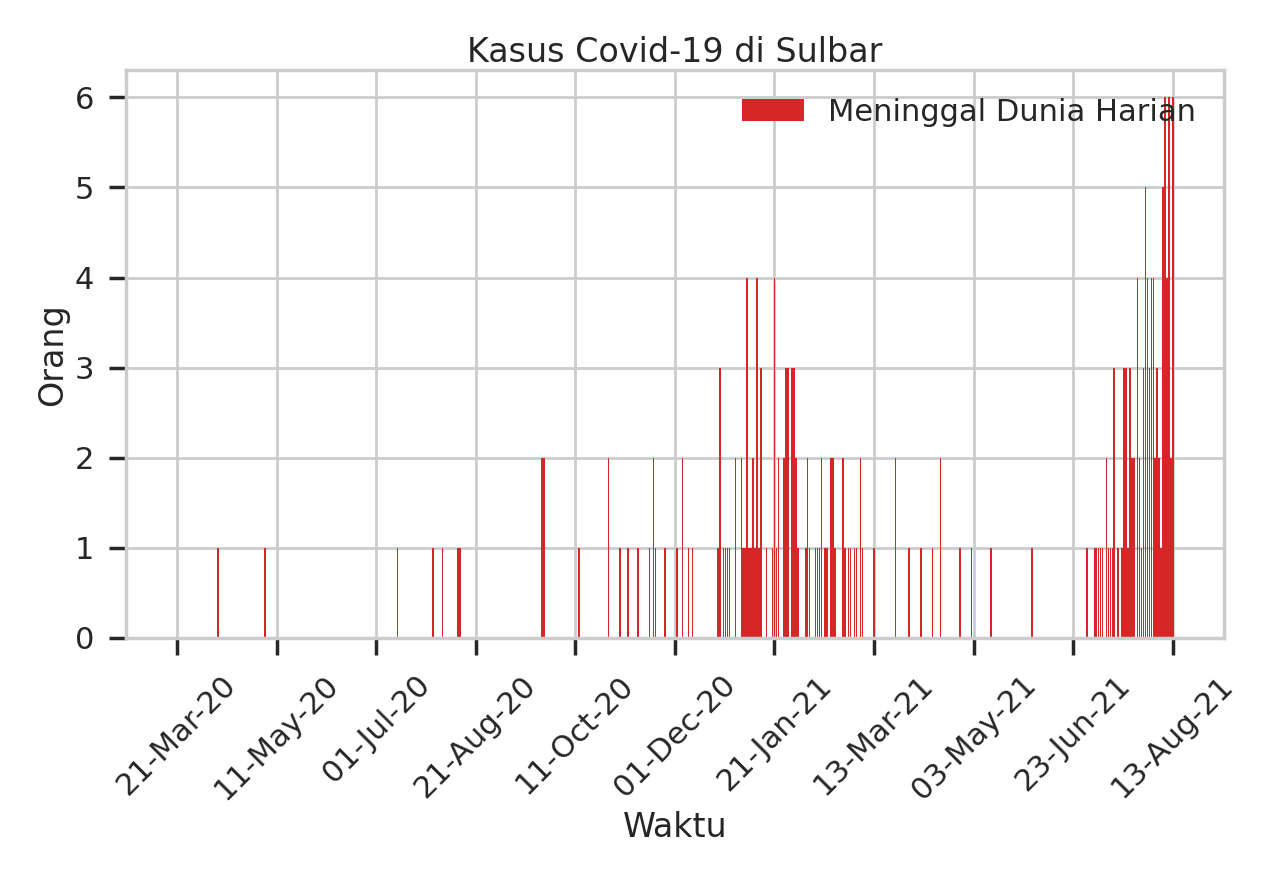 Kasus Covid-19 di Sulbar
Meninggal Dunia Harian
Orang
6
5
4
3
2
1
0
21-Mar-20
11-May-20
01-Jul-20
21-Aug-20
11-Oct-20
01-Dec-20
21-Jan-21
13-Mar-21
03-May-21
23-Jun-21
13-Aug-21
Waktu